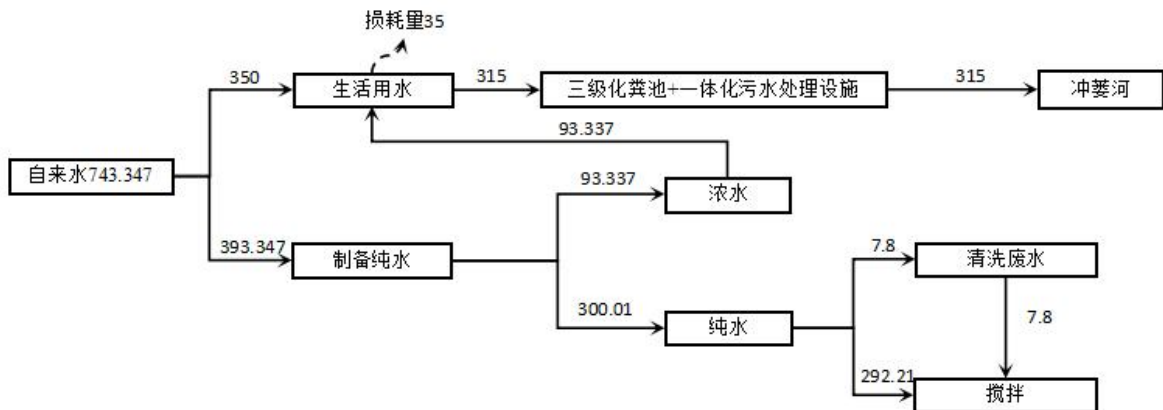 损耗量35
350
生活用水
315
三级化粪池+一体化污水处理设施
315
冲蒌河
93.337
自来水743.347
93.337
浓水
393.347
制备纯水
7.8
清洗废水
300.01
纯水
7.8
292.21
搅拌